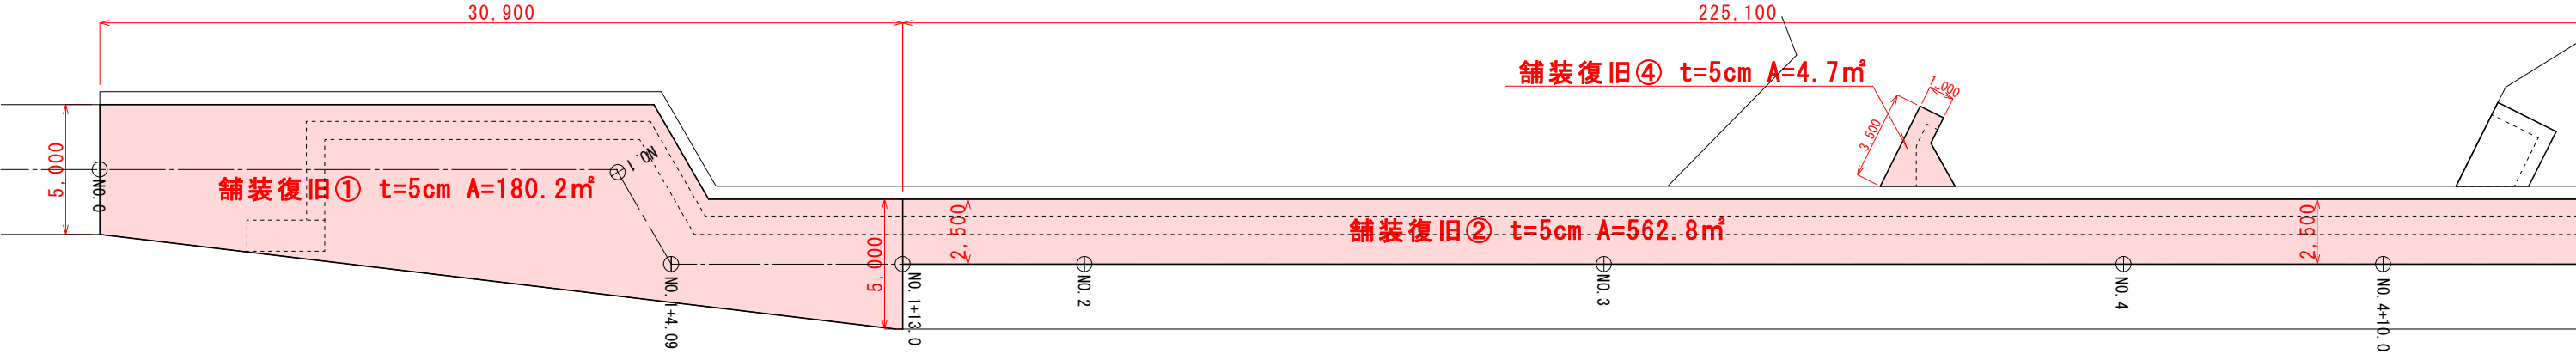 30,900
225,100
舗装復旧④ t=5cm A=4.7㎡
1,000
3,500
5,000
NO.0
NO.1
舗装復旧① t=5cm A=180.2㎡
5,000
2,500
舗装復旧② t=5cm A=562.8㎡
2,500
NO.1+4.09
NO.1+13.0
NO.2
NO.3
NO.4
NO.4+10.0